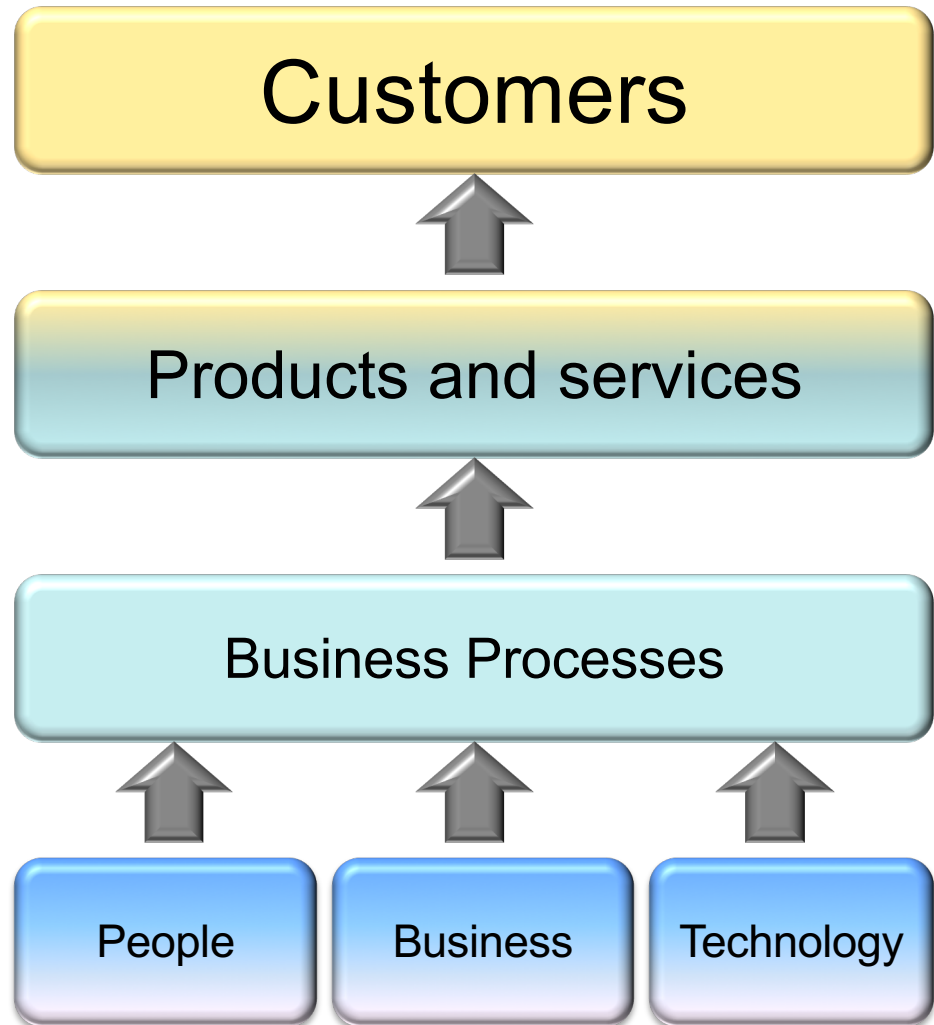 Customers
Products and services
Business Processes
People
Business
Technology